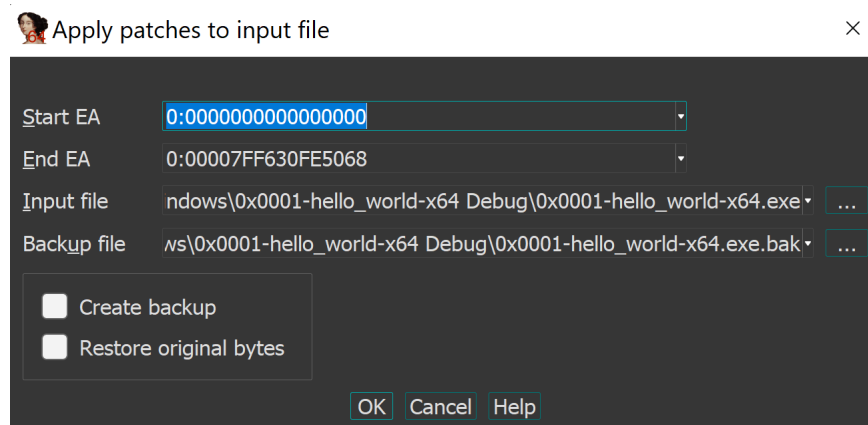 64
Apply patches to input file
Start EA 0:0000000000000000
End EA 0:00007FF630FE5068
Input file ndows\0x0001-hello_world-x64 Debug\0x0001-hello_world-x64.exe ...
Backup file ws\0x0001-hello_world-x64 Debug\0x0001-hello_world-x64.exe.bak ...
Create backup
Restore original bytes
OK Cancel Help